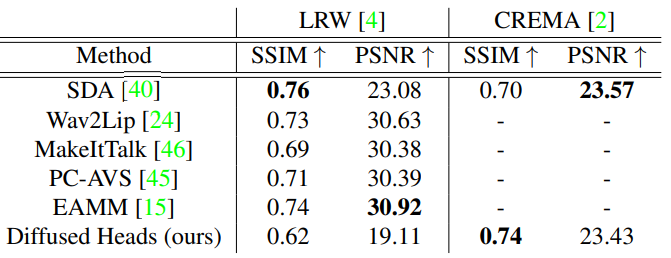 LRW [4] CREMA [2]
Method SSIM ↑ PSNR ↑ SSIM ↑ PSNR ↑
SDA [40] 0.76 23.08 0.70 23.57
Wav2Lip [24] 0.73 30.63 - -
MakeItTalk [46] 0.69 30.38 - -
PC-AVS [45] 0.71 30.39 - -
EAMM [15] 0.74 30.92 - -
Diffused Heads (ours) 0.62 19.11 0.74 23.43